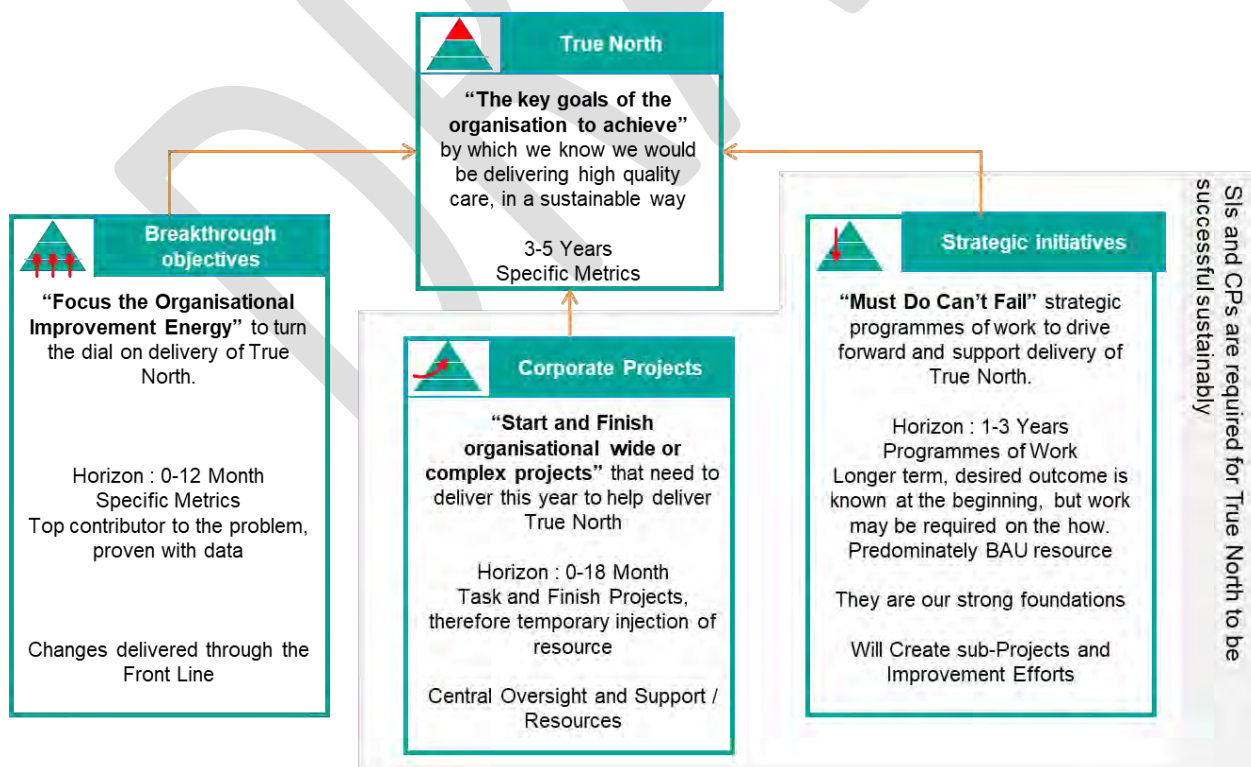 True North
“The key goals of the
organisation to achieve”
by which we know we would
be delivering high quality
care, in a sustainable way
3-5 Years
Specific Metrics
Breakthrough
objectives
“Focus the Organisational
Improvement Energy” to turn
the dial on delivery of True
North.
Horizon : 0-12 Month
Specific Metrics
Top contributor to the problem,
proven with data
Changes delivered through the
Front Line
Corporate Projects
“Start and Finish
organisational wide or
complex projects” that need to
deliver this year to help deliver
True North
Horizon : 0-18 Month
Task and Finish Projects,
therefore temporary injection of
resource
Central Oversight and Support /
Resources
Strategic initiatives
“Must Do Can’t Fail” strategic
programmes of work to drive
forward and support delivery of
True North.
Horizon : 1-3 Years
Programmes of Work
Longer term, desired outcome is
known at the beginning, but work
may be required on the how.
Predominately BAU resource
They are our strong foundations
Will Create sub-Projects and
Improvement Efforts
SIs and CPs are required for True North to be
successful sustainably